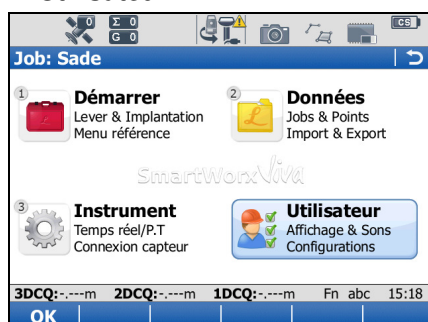 Σ 0
G 0
0
CS
Job: Sade
1 Démarrer
Lever & Implantation
Menu référence
2 Données
Jobs & Points
Import & Export
SmartWorx Viva
3 Instrument
Temps réel/P.T
Connexion capteur
Utilisateur
Affichage & Sons
Configurations
3DCQ:-.---m 2DCQ:-.---m 1DCQ:-.---m Fn abc 15:18
OK